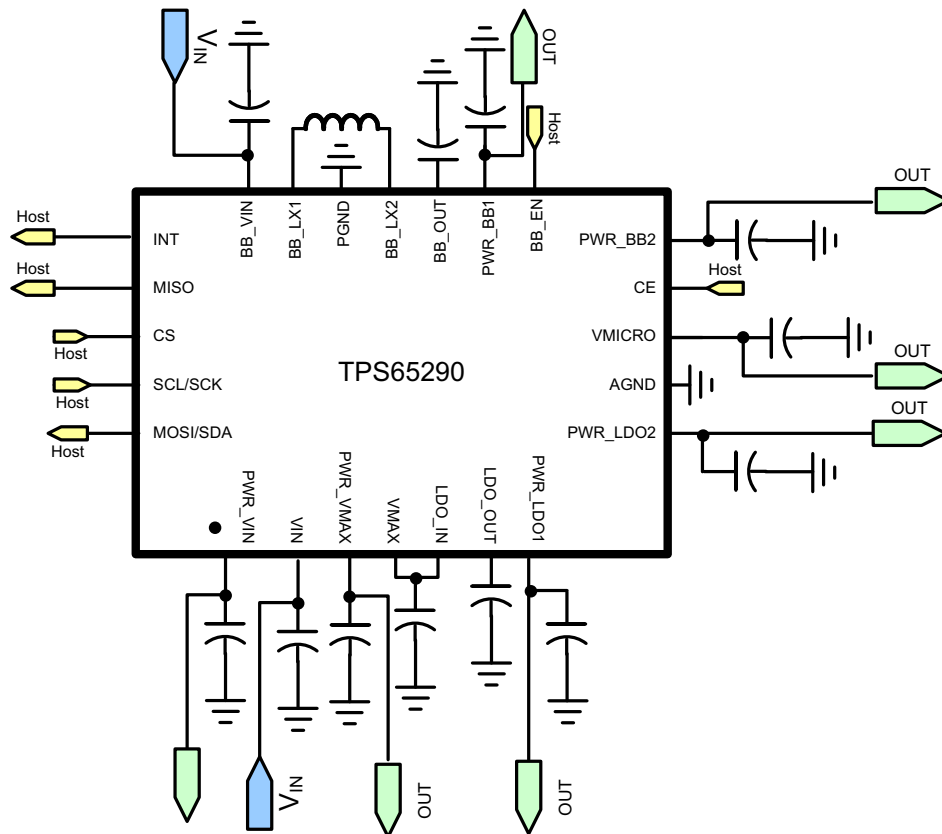 VIN
OUT
Host
BB_VIN
BB_LX1
PGND
BB_LX2
BB_OUT
PWR_BB1
BB_EN
Host
INT
Host
MISO
CS
Host
SCL/SCK
Host
MOSI/SDA
Host
TPS65290
OUT
PWR_BB2
Host
CE
VMICRO
OUT
AGND
OUT
PWR_LDO2
PWR_VIN
VIN
PWR_VMAX
VMAX
LDO_IN
LDO_OUT
PWR_LDO1
VIN
OUT
OUT